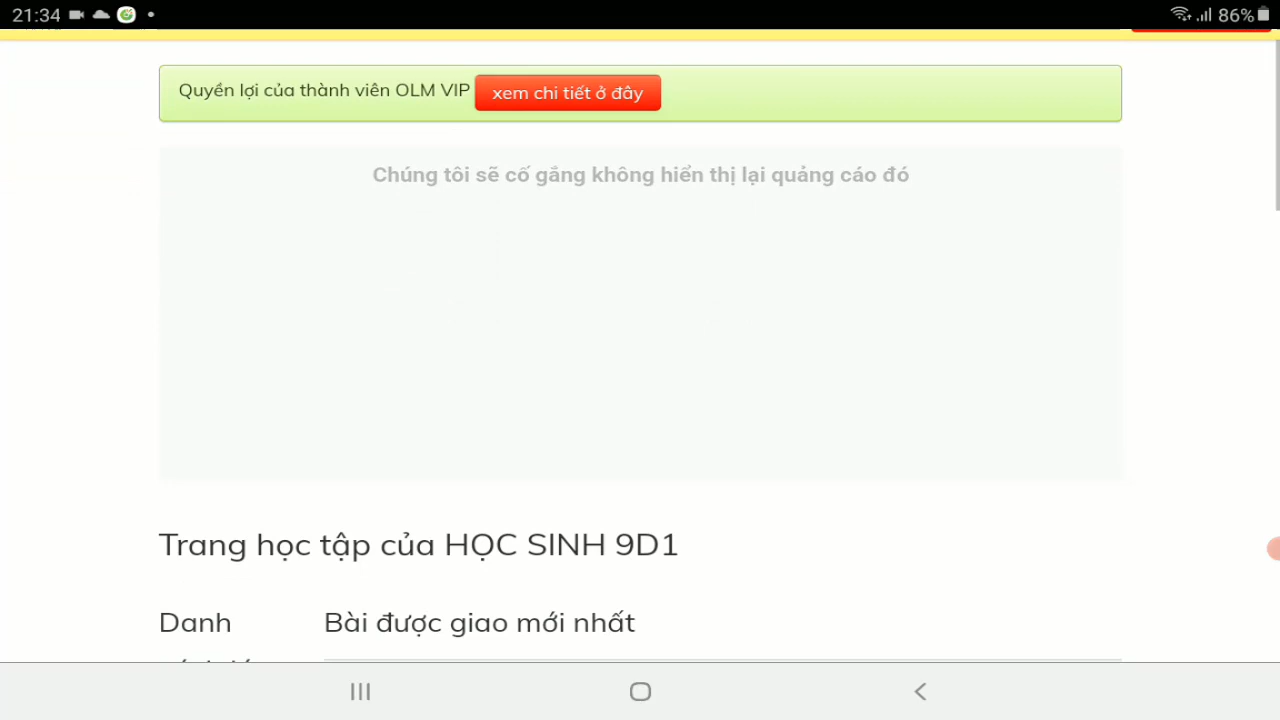 21:34
86%
Quyền lợi của thành viên OLM VIP xem chi tiết ở đây
Chúng tôi sẽ cố gắng không hiển thị lại quảng cáo đó
Trang học tập của HỌC SINH 9D1
Danh
Bài được giao mới nhất